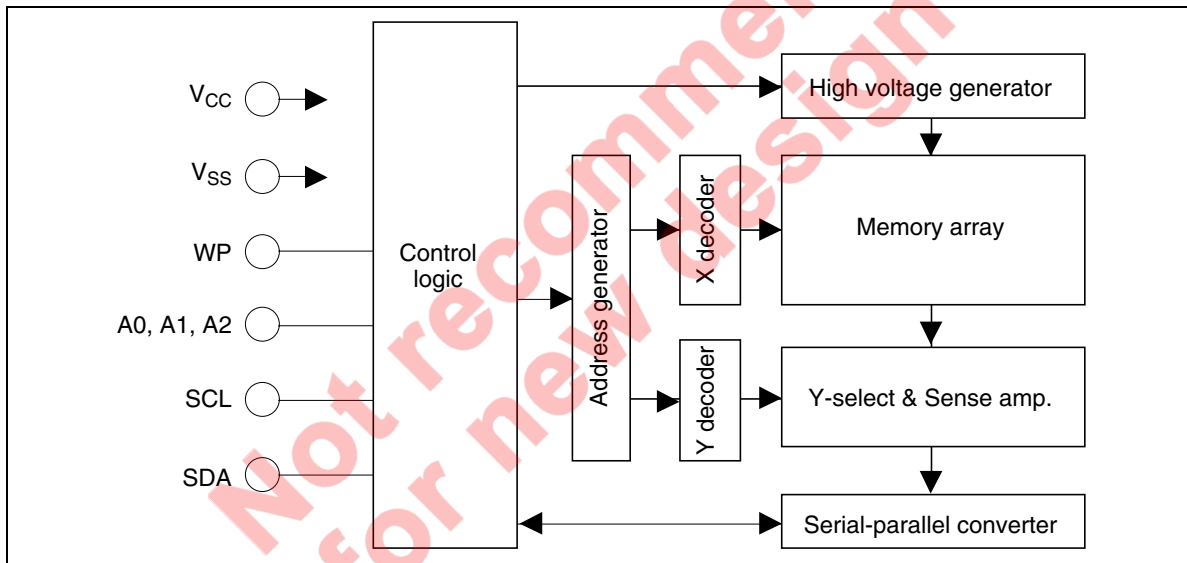 VCC
VSS
WP
A0, A1, A2
SCL
SDA
Control
logic
Address generator
X decoder
Y decoder
High voltage generator
Memory array
Y-select & Sense amp.
Serial-parallel converter
Not recommen
for new design